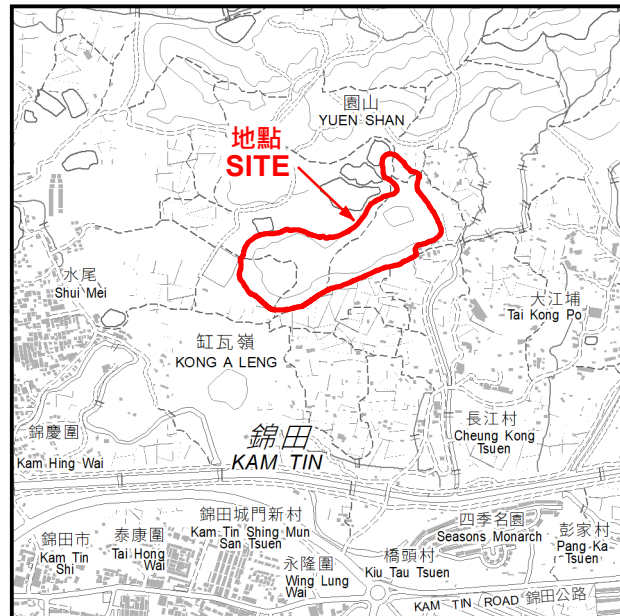 園山
YUEN SHAN
地點
SITE
水尾
Shui Mei
大江埔
Tai Kong Po
缸瓦嶺
KONG A LENG
長江村
Cheung Kong
Tsuen
錦慶圍
Kam Hing Wai
錦田
KAM TIN
錦田市
Kam Tin
Shi
泰康圍
Tai Hong
Wai
錦田城門新村
Kam Tin Shing Mun
San Tsuen
永隆圍
Wing Lung
Wai
橋頭村
Kiu Tau Tsuen
四季名園
Seasons Monarch
彭家村
Pang Ka
Tsuen
KAM TIN ROAD 錦田公路